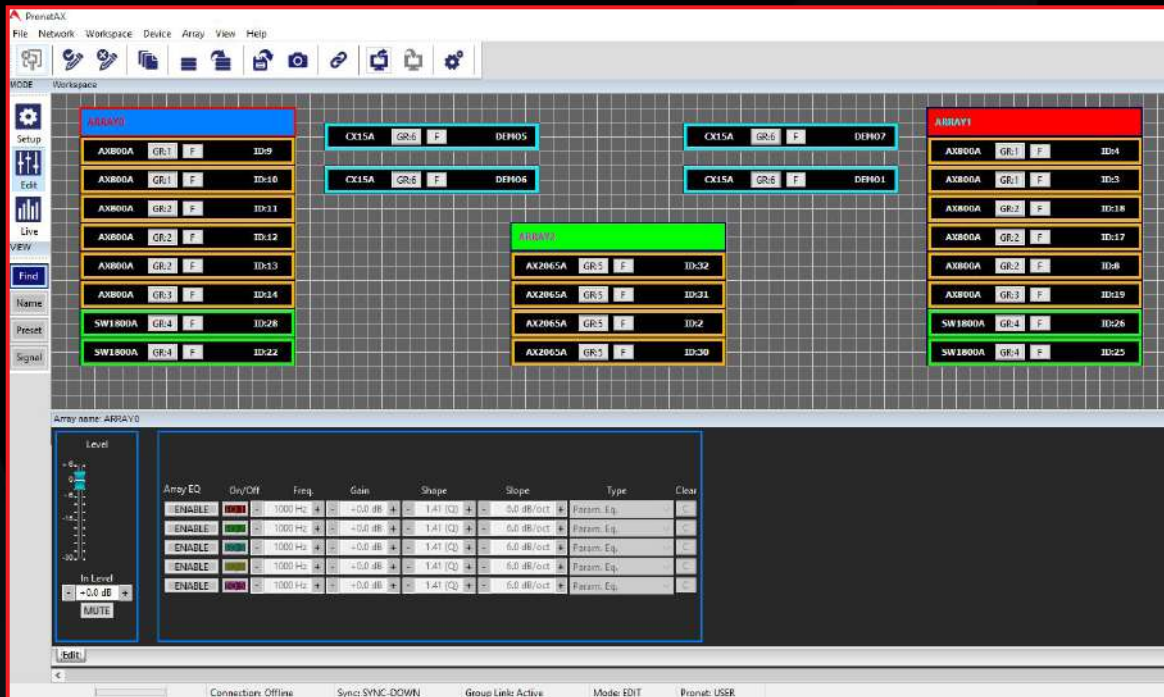 PronetAX
File Network Workspace Device Array View Help
MODE Workspace
Setup
Edit
Live
VIEW
Find
Name
Preset
Signal
ARRAY0
AX800A GR:1 F ID:9
AX800A GR:1 F ID:10
AX800A GR:2 F ID:11
AX800A GR:2 F ID:12
AX800A GR:2 F ID:13
AX800A GR:3 F ID:14
SW1800A GR:4 F ID:28
SW1800A GR:4 F ID:22
CX15A GR:6 F DEMO5
CX15A GR:6 F DEMO6
CX15A GR:6 F DEMO7
CX15A GR:6 F DEMO1
ARRAY2
AX2065A GR:5 F ID:32
AX2065A GR:5 F ID:31
AX2065A GR:5 F ID:2
AX2065A GR:5 F ID:30
ARRAY1
AX800A GR:1 F ID:4
AX800A GR:1 F ID:3
AX800A GR:2 F ID:18
AX800A GR:2 F ID:17
AX800A GR:2 F ID:8
AX800A GR:3 F ID:19
SW1800A GR:4 F ID:26
SW1800A GR:4 F ID:25
Array name: ARRAY0
Level
+6
0
-6
-15
-30
In Level
- +0.0 dB +
MUTE
Array EQ On/Off Freq. Gain Shape Slope Type Clear
ENABLE - 1000 Hz + - +0.0 dB + - 1.41 (Q) + - 6.0 dB/oct + Param. Eq. C
ENABLE - 1000 Hz + - +0.0 dB + - 1.41 (Q) + - 6.0 dB/oct + Param. Eq. C
ENABLE - 1000 Hz + - +0.0 dB + - 1.41 (Q) + - 6.0 dB/oct + Param. Eq. C
ENABLE - 1000 Hz + - +0.0 dB + - 1.41 (Q) + - 6.0 dB/oct + Param. Eq. C
ENABLE - 1000 Hz + - +0.0 dB + - 1.41 (Q) + - 6.0 dB/oct + Param. Eq. C
Edit
Connection: Offline Sync: SYNC-DOWN Group Link: Active Mode: EDIT Pronet: USER